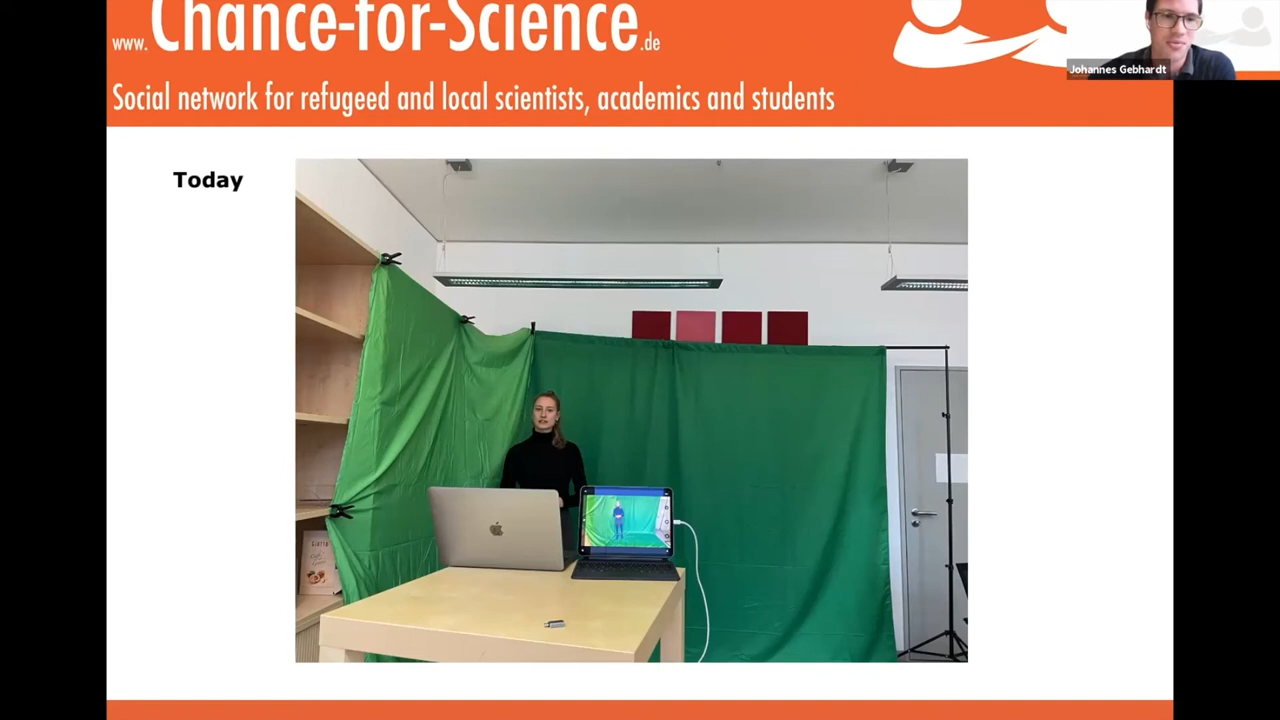 www.Chance-for-Science.de
Johannes Gebhardt
Social network for refugeed and local scientists, academics and students
Today